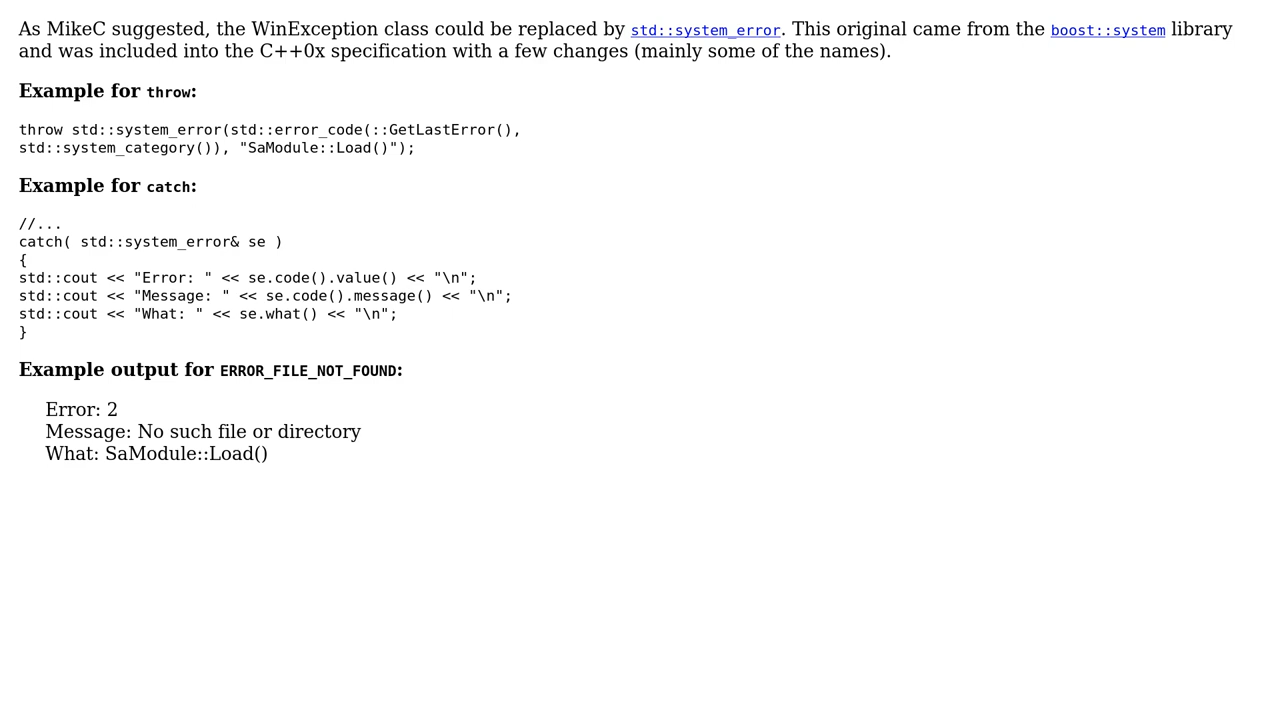 As MikeC suggested, the WinException class could be replaced by std::system_error. This original came from the boost::system library
and was included into the C++0x specification with a few changes (mainly some of the names).
Example for throw:
throw std::system_error(std::error_code(::GetLastError(),
std::system_category()), "SaModule::Load()");
Example for catch:
//...
catch( std::system_error& se )
{
std::cout << "Error: " << se.code().value() << "\n";
std::cout << "Message: " << se.code().message() << "\n";
std::cout << "What: " << se.what() << "\n";
}
Example output for ERROR_FILE_NOT_FOUND:
Error: 2
Message: No such file or directory
What: SaModule::Load()